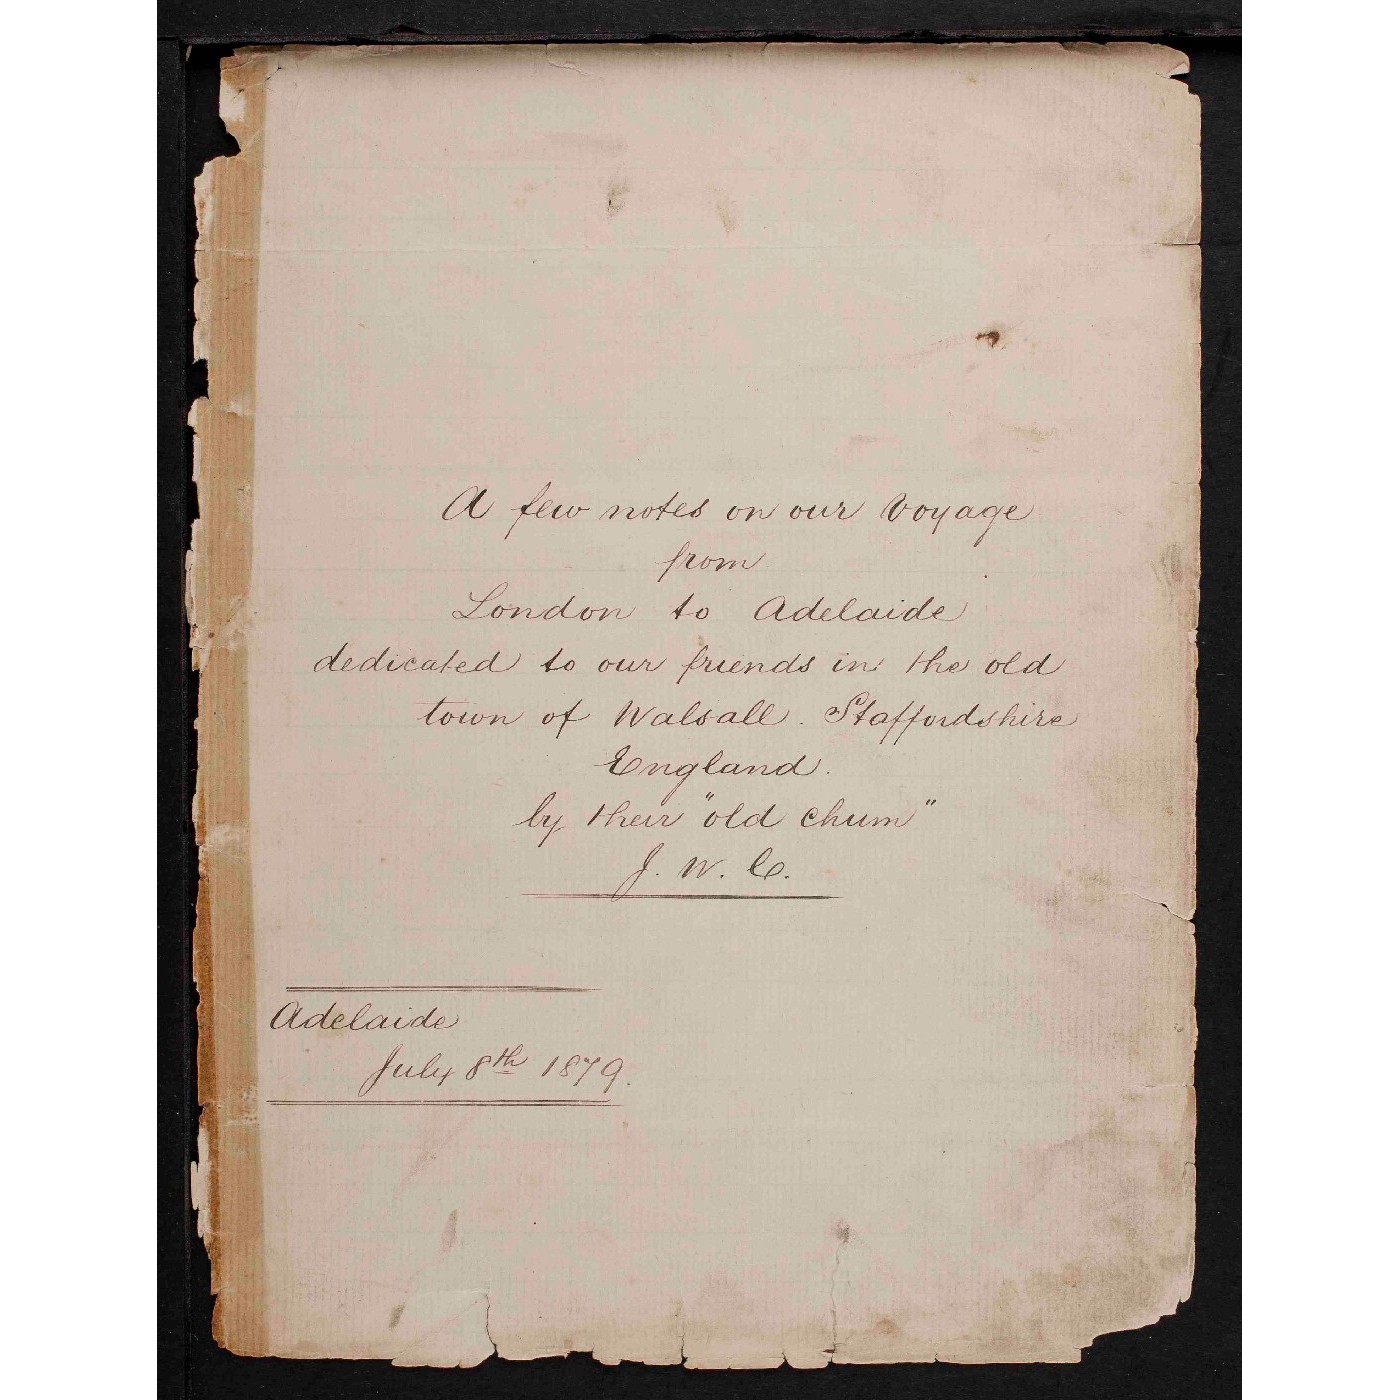 A few notes on our Voyage
from
London to Adelaide
dedicated to our friends in the old
town of Walsall. Staffordshire
England.
by their "old chum"
J. W. C.
Adelaide
July 8th 1879.